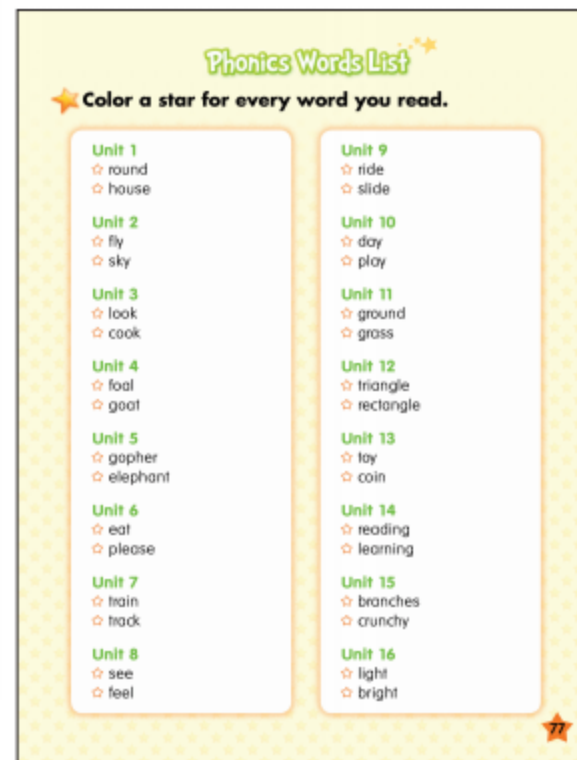 Phonics Words List
Color a star for every word you read.
Unit 1
round
house
Unit 2
fly
sky
Unit 3
look
cook
Unit 4
foal
goat
Unit 5
gopher
elephant
Unit 6
eat
please
Unit 7
train
track
Unit 8
see
feel
Unit 9
ride
slide
Unit 10
day
play
Unit 11
ground
grass
Unit 12
triangle
rectangle
Unit 13
toy
coin
Unit 14
reading
learning
Unit 15
branches
crunchy
Unit 16
light
bright
77